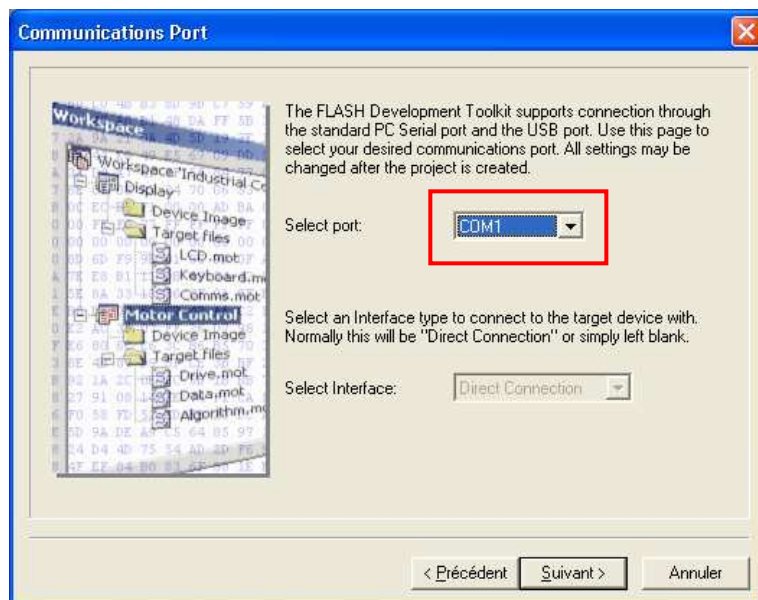 Communications Port
Workspace
Workspace "Industrial Co
Display
Device Image
Target files
LCD.mot
Keyboard.m
Comms.mot
Motor Control
Device Image
Target files
Drive.mot
Data.mot
Algorithm.mo
The FLASH Development Toolkit supports connection through
the standard PC Serial port and the USB port. Use this page to
select your desired communications port. All settings may be
changed after the project is created.
Select port:
COM1
Select an Interface type to connect to the target device with.
Normally this will be "Direct Connection" or simply left blank.
Select Interface:
Direct Connection
< Précédent
Suivant >
Annuler